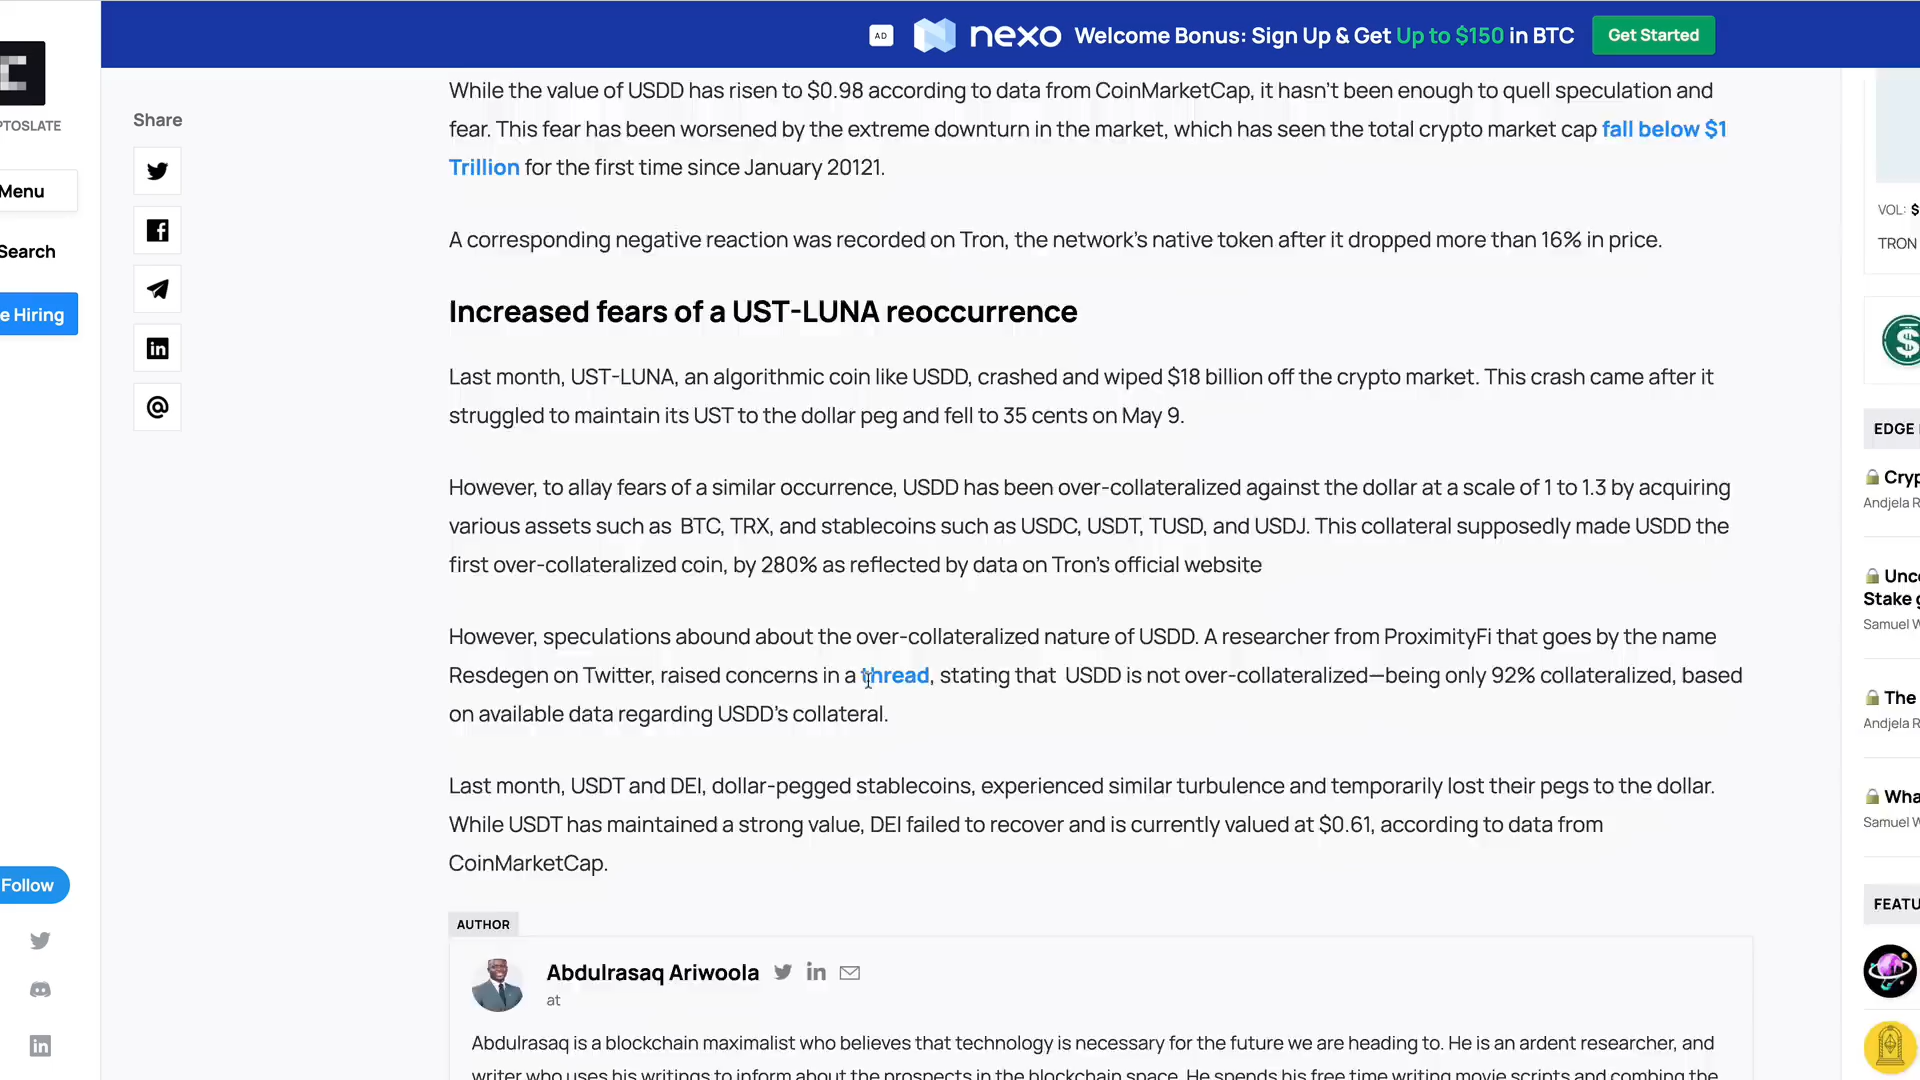 AD nexo Welcome Bonus: Sign Up & Get Up to $150 in BTC Get Started
PTOSLATE
Menu
Search
e Hiring
Share
While the value of USDD has risen to $0.98 according to data from CoinMarketCap, it hasn't been enough to quell speculation and
fear. This fear has been worsened by the extreme downturn in the market, which has seen the total crypto market cap fall below $1
Trillion for the first time since January 20121.
A corresponding negative reaction was recorded on Tron, the network's native token after it dropped more than 16% in price.
Increased fears of a UST-LUNA reoccurrence
Last month, UST-LUNA, an algorithmic coin like USDD, crashed and wiped $18 billion off the crypto market. This crash came after it
struggled to maintain its UST to the dollar peg and fell to 35 cents on May 9.
However, to allay fears of a similar occurrence, USDD has been over-collateralized against the dollar at a scale of 1 to 1.3 by acquiring
various assets such as BTC, TRX, and stablecoins such as USDC, USDT, TUSD, and USDJ. This collateral supposedly made USDD the
first over-collateralized coin, by 280% as reflected by data on Tron's official website
However, speculations abound about the over-collateralized nature of USDD. A researcher from ProximityFi that goes by the name
Resdegen on Twitter, raised concerns in a thread, stating that USDD is not over-collateralized—being only 92% collateralized, based
on available data regarding USDD's collateral.
Last month, USDT and DEI, dollar-pegged stablecoins, experienced similar turbulence and temporarily lost their pegs to the dollar.
While USDT has maintained a strong value, DEI failed to recover and is currently valued at $0.61, according to data from
CoinMarketCap.
AUTHOR
Abdulrasaq Ariwoola
at
Abdulrasaq is a blockchain maximalist who believes that technology is necessary for the future we are heading to. He is an ardent researcher, and
writer who uses his writings to inform about the prospects in the blockchain space. He spends his free time writing movie scripts and combing the
Follow
VOL: $
TRON
EDGE
Cryp
Andjela R
Unco
Stake g
Samuel W
The
Andjela R
Wha
Samuel W
FEATU